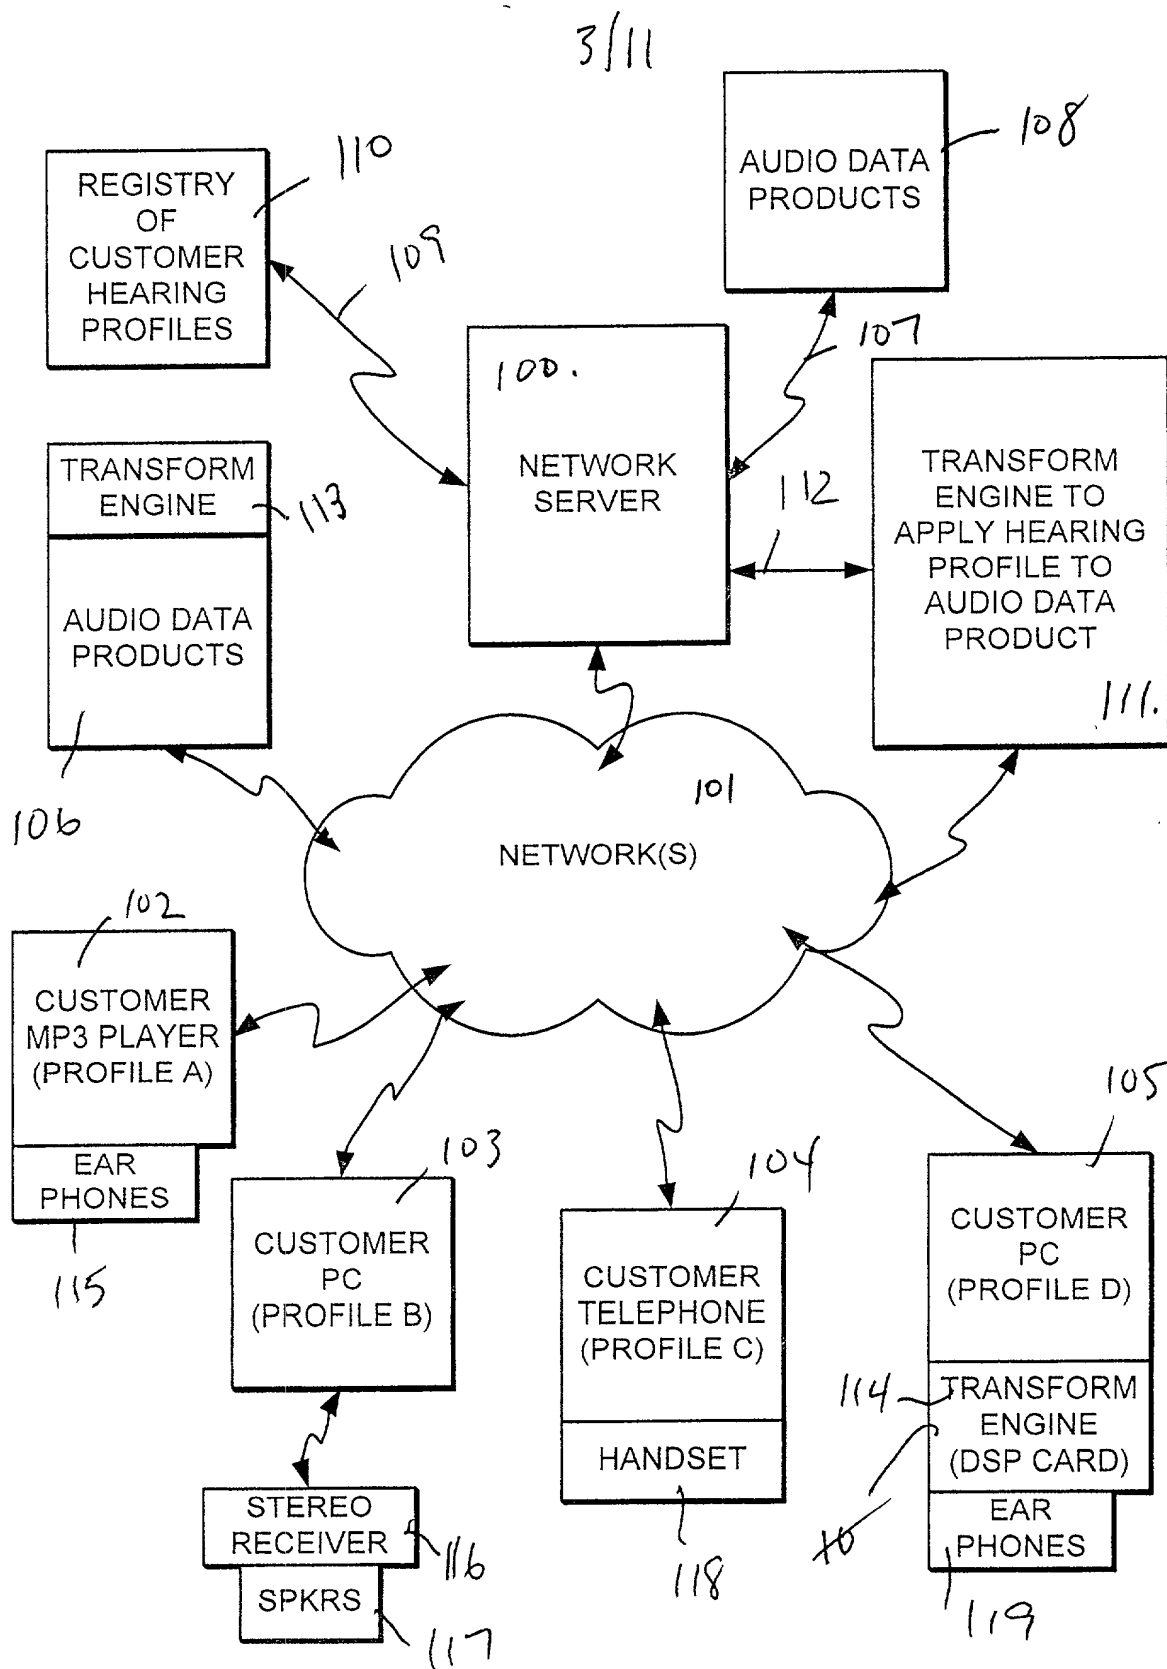 3/11
108
AUDIO DATA
PRODUCTS
110
REGISTRY
OF
CUSTOMER
HEARING
PROFILES
109
107
100.
NETWORK
SERVER
TRANSFORM
ENGINE
113
AUDIO DATA
PRODUCTS
106
112
TRANSFORM
ENGINE TO
APPLY HEARING
PROFILE TO
AUDIO DATA
PRODUCT
111.
101
NETWORK(S)
102
CUSTOMER
MP3 PLAYER
(PROFILE A)
EAR
PHONES
115
103
CUSTOMER
PC
(PROFILE B)
STEREO
RECEIVER
116
SPKRS
117
104
CUSTOMER
TELEPHONE
(PROFILE C)
HANDSET
118
105
CUSTOMER
PC
(PROFILE D)
114
TRANSFORM
ENGINE
(DSP CARD)
EAR
PHONES
119